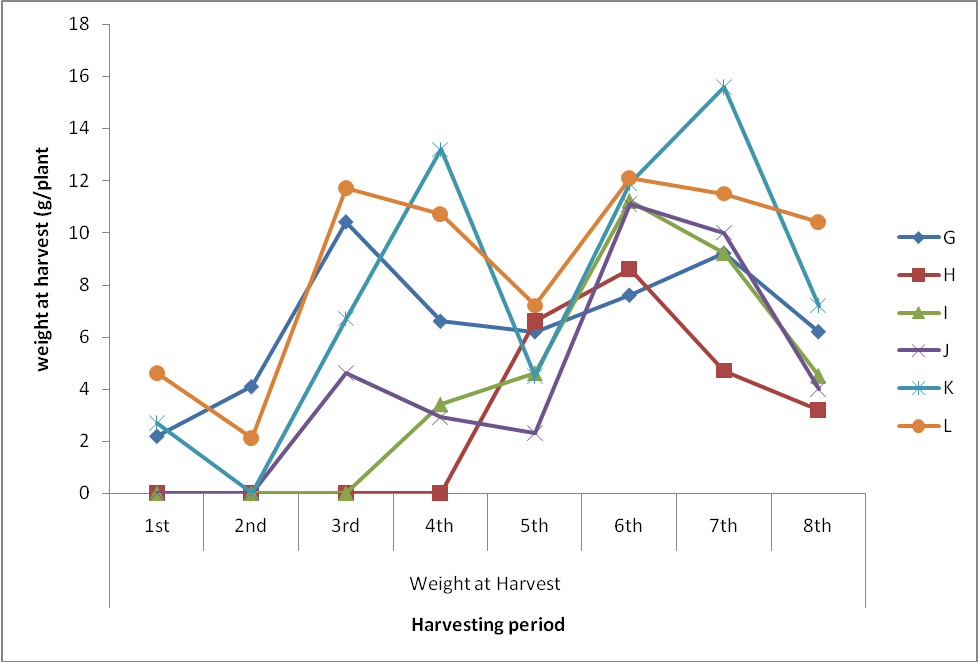 18
16
14
12
10
8
6
4
2
0
weight at harvest (g/plant
1st 2nd 3rd 4th 5th 6th 7th 8th
Weight at Harvest
Harvesting period
G
H
I
J
K
L